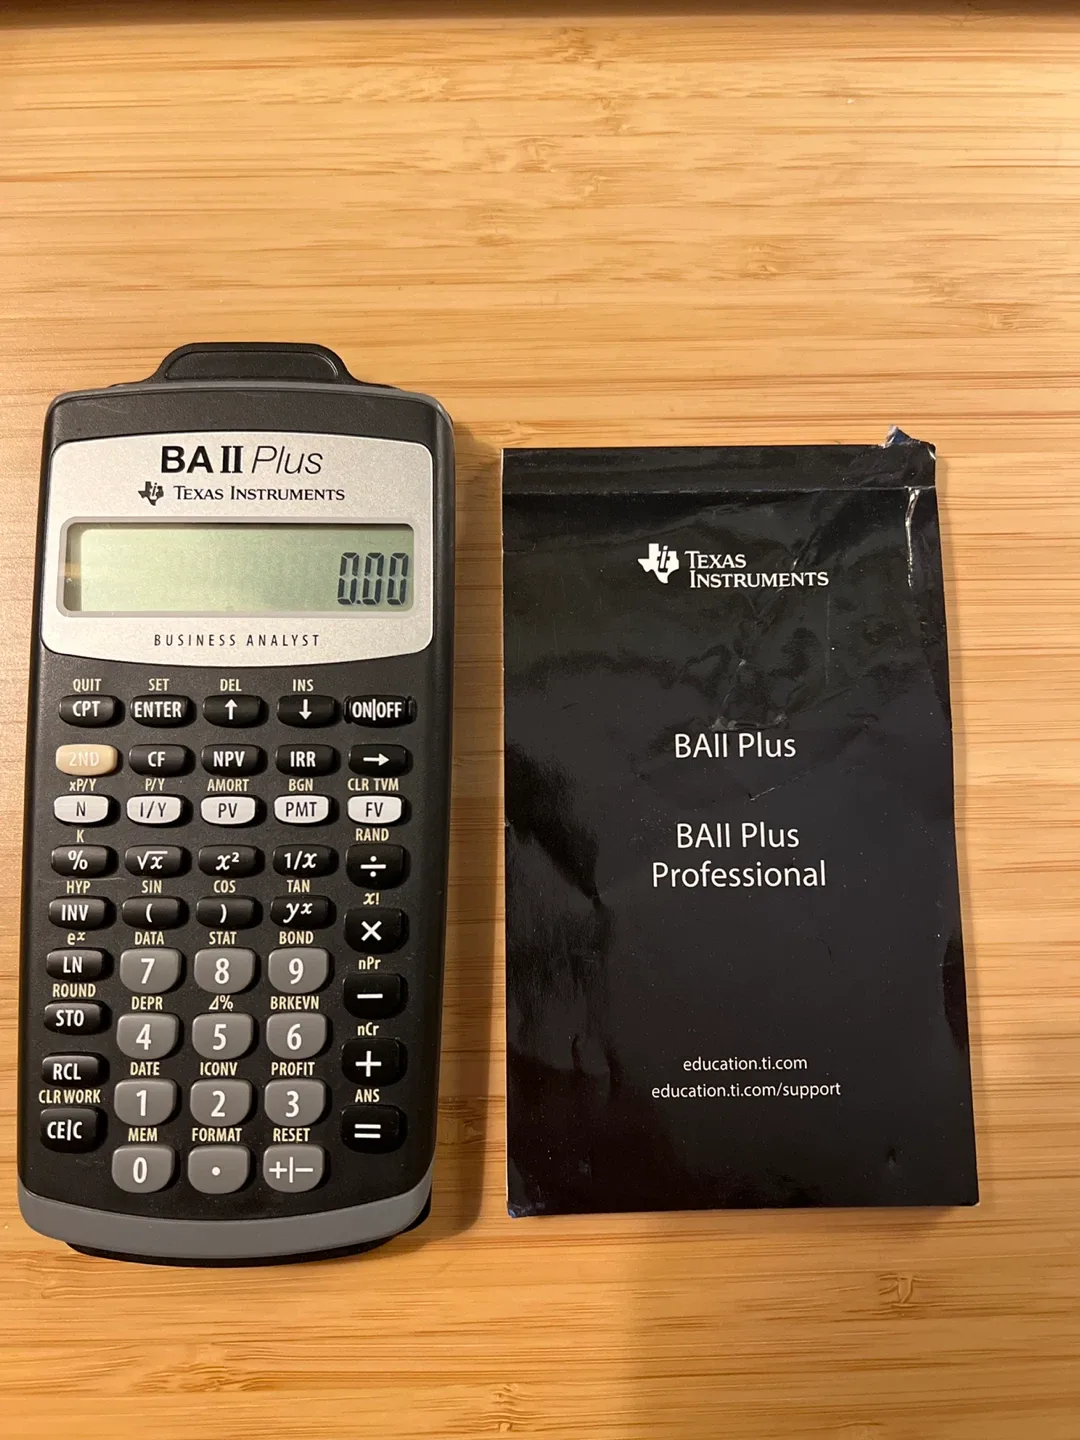 BA II Plus
TEXAS INSTRUMENTS
0.00
BUSINESS ANALYST
QUIT SET DEL INS
CPT ENTER ↑ ↓ ON|OFF
2ND CF NPV IRR →
xP/Y P/Y AMORT BGN CLR TVM
N I/Y PV PMT FV
K RAND
% √x x² 1/x ÷
HYP SIN COS TAN x!
INV ( ) yˣ ×
eˣ DATA STAT BOND nPr
LN 7 8 9 −
ROUND DEPR Δ% BRKEVN nCr
STO 4 5 6 +
DATE ICONV PROFIT
RCL 1 2 3
CLR WORK ANS
CE|C =
MEM FORMAT RESET
0 . +|−
TEXAS
INSTRUMENTS
BAII Plus
BAII Plus
Professional
education.ti.com
education.ti.com/support